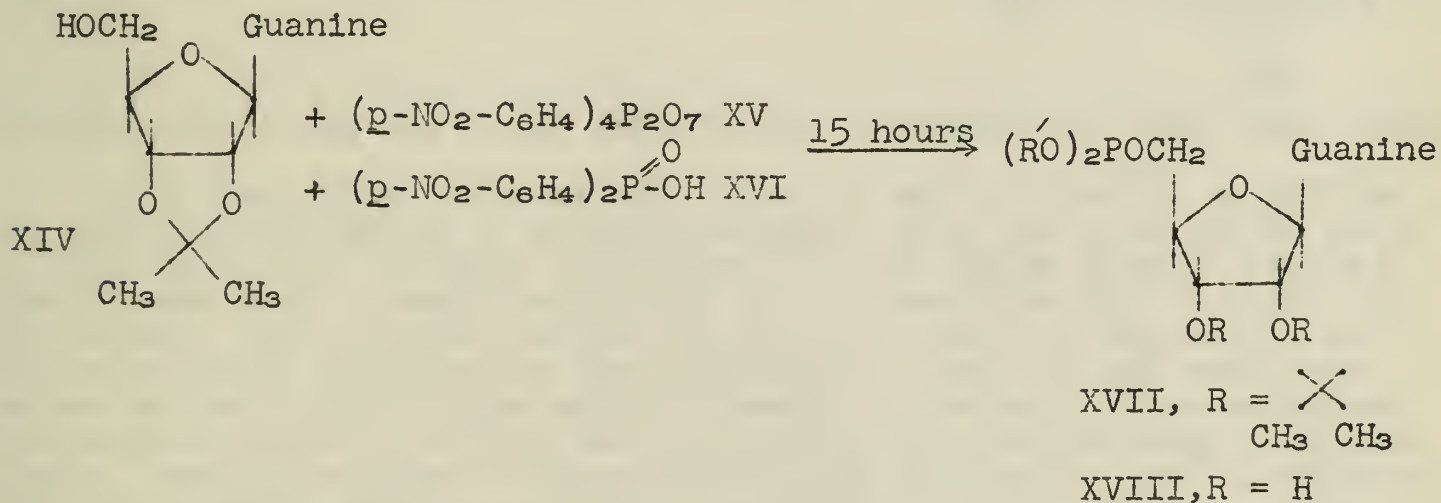 HOCH₂ Guanine
O
+ (p-NO₂-C₆H₄)₄P₂O₇ XV
15 hours
(R'O)₂POCH₂ Guanine
O
+ (p-NO₂-C₆H₄)₂P-OH XVI
O
O O
XIV
CH₃ CH₃
OR OR
XVII, R =
CH₃ CH₃
XVIII, R = H